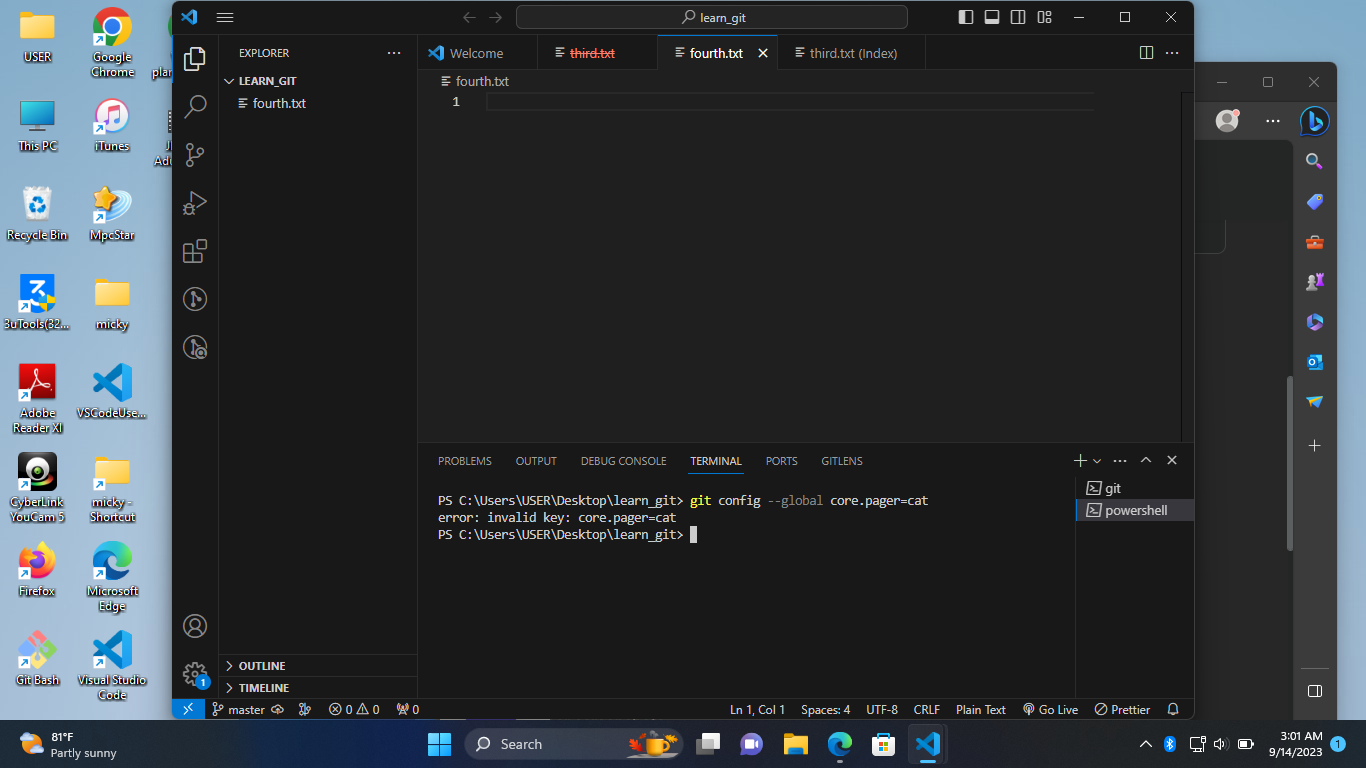 USER
Google
Chrome
This PC
iTunes
Recycle Bin
MpcStar
3uTools(32...
micky
Adobe
Reader XI
VSCodeUse...
CyberLink
YouCam 5
micky -
Shortcut
Firefox
Microsoft
Edge
Git Bash
Visual Studio
Code
learn_git
EXPLORER
LEARN_GIT
fourth.txt
OUTLINE
TIMELINE
Welcome
third.txt
fourth.txt
third.txt (Index)
fourth.txt
1
PROBLEMS
OUTPUT
DEBUG CONSOLE
TERMINAL
PORTS
GITLENS
PS C:\Users\USER\Desktop\learn_git> git config --global core.pager=cat
error: invalid key: core.pager=cat
PS C:\Users\USER\Desktop\learn_git>
git
powershell
1
master
0
0
0
Ln 1, Col 1
Spaces: 4
UTF-8
CRLF
Plain Text
Go Live
Prettier
81°F
Partly sunny
Search
3:01 AM
9/14/2023
1